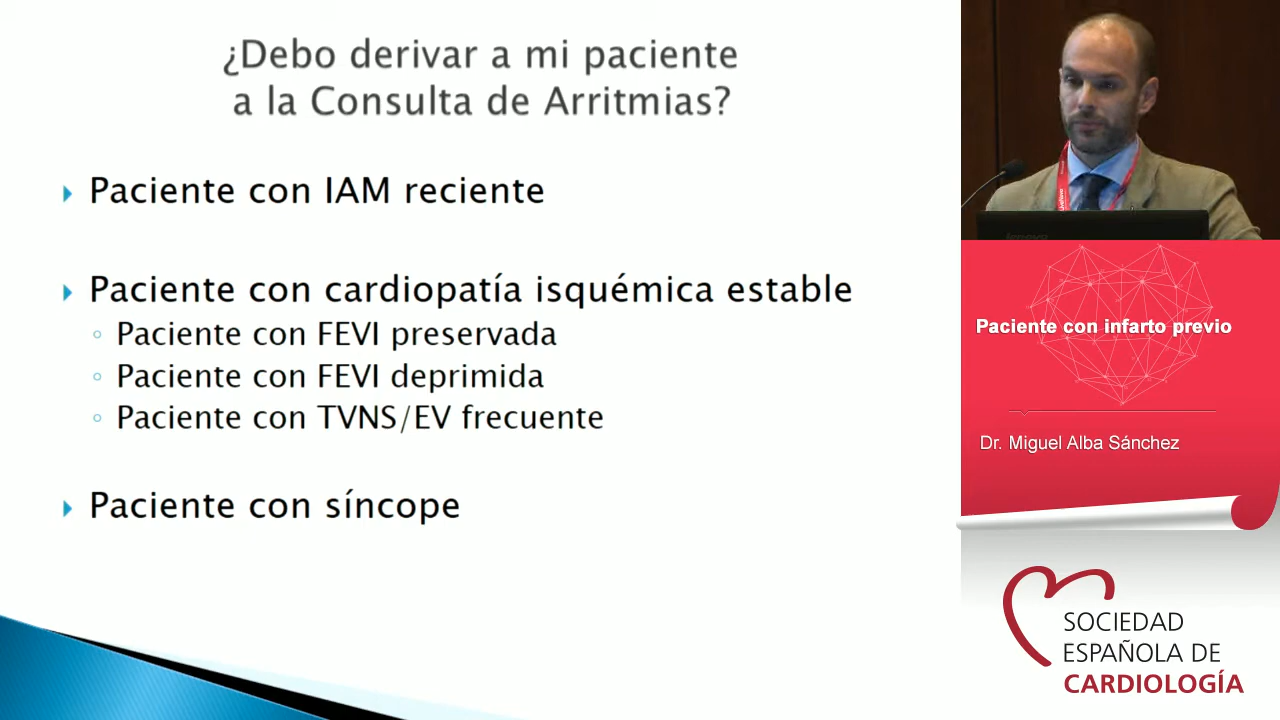 ¿Debo derivar a mi paciente
a la Consulta de Arritmias?
Paciente con IAM reciente
Paciente con cardiopatía isquémica estable
Paciente con FEVI preservada
Paciente con FEVI deprimida
Paciente con TVNS/EV frecuente
Paciente con síncope
Paciente con infarto previo
Dr. Miguel Alba Sánchez
SOCIEDAD
ESPAÑOLA DE
CARDIOLOGÍA